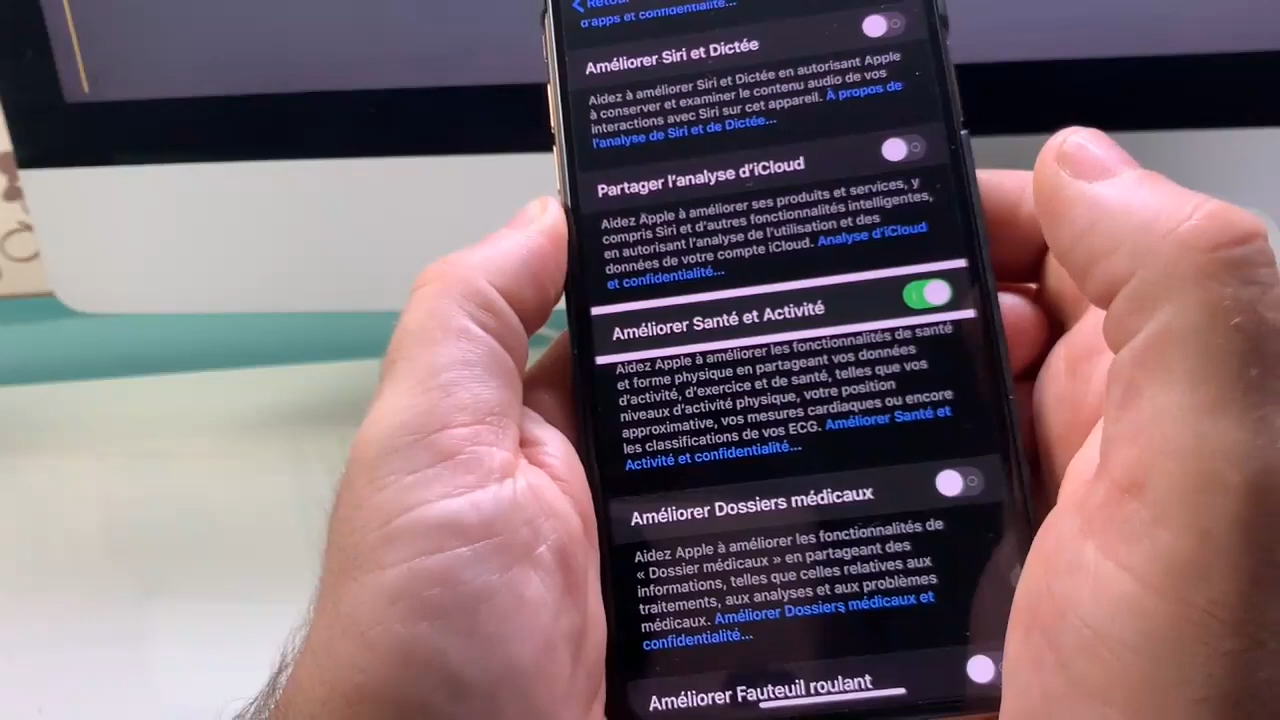 Retour
d'apps et confidentialité...
Améliorer Siri et Dictée
Aidez à améliorer Siri et Dictée en autorisant Apple
à conserver et examiner le contenu audio de vos
interactions avec Siri sur cet appareil. À propos de
l'analyse de Siri et de Dictée...
Partager l'analyse d'iCloud
Aidez Apple à améliorer ses produits et services, y
compris Siri et d'autres fonctionnalités intelligentes,
en autorisant l'analyse de l'utilisation et des
données de votre compte iCloud. Analyse d'iCloud
et confidentialité...
Améliorer Santé et Activité
Aidez Apple à améliorer les fonctionnalités de santé
et forme physique en partageant vos données
d'activité, d'exercice et de santé, telles que vos
niveaux d'activité physique, votre position
approximative, vos mesures cardiaques ou encore
les classifications de vos ECG. Améliorer Santé et
Activité et confidentialité...
Améliorer Dossiers médicaux
Aidez Apple à améliorer les fonctionnalités de
« Dossier médicaux » en partageant des
informations, telles que celles relatives aux
traitements, aux analyses et aux problèmes
médicaux. Améliorer Dossiers médicaux et
confidentialité...
Améliorer Fauteuil roulant